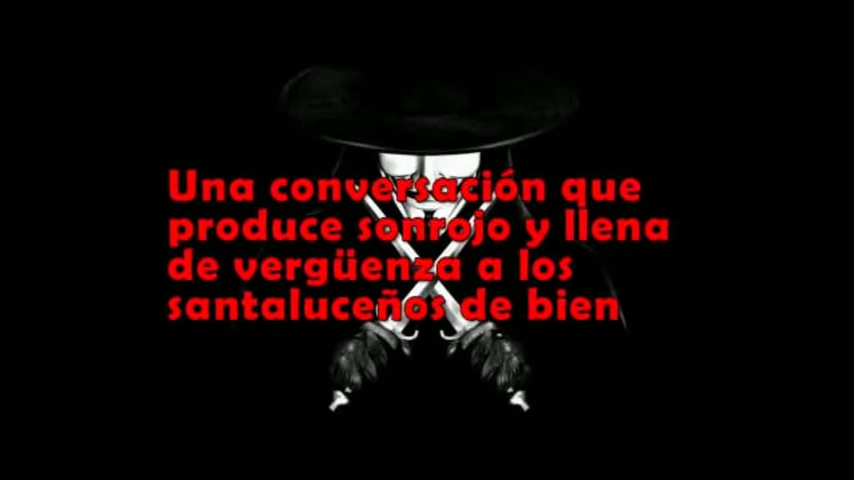 Una conversación que
produce sonrojo y llena
de vergüenza a los
santaluceños de bien